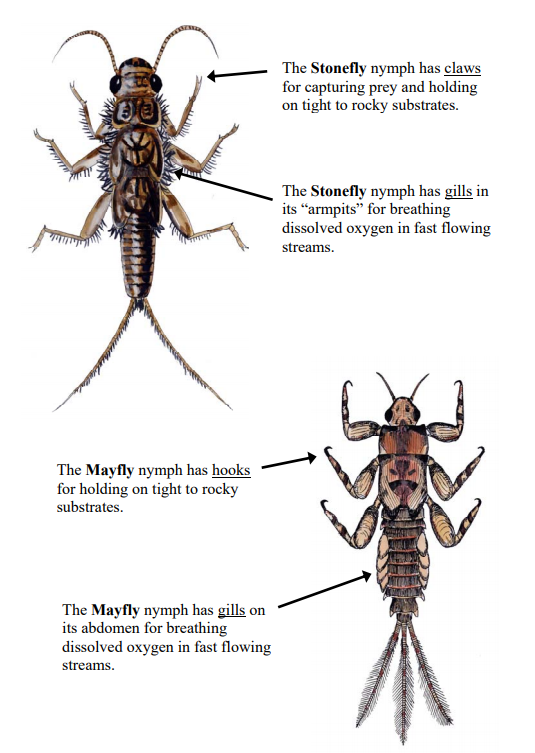 The Stonefly nymph has claws
for capturing prey and holding
on tight to rocky substrates.
The Stonefly nymph has gills in
its “armpits” for breathing
dissolved oxygen in fast flowing
streams.
The Mayfly nymph has hooks
for holding on tight to rocky
substrates.
The Mayfly nymph has gills on
its abdomen for breathing
dissolved oxygen in fast flowing
streams.